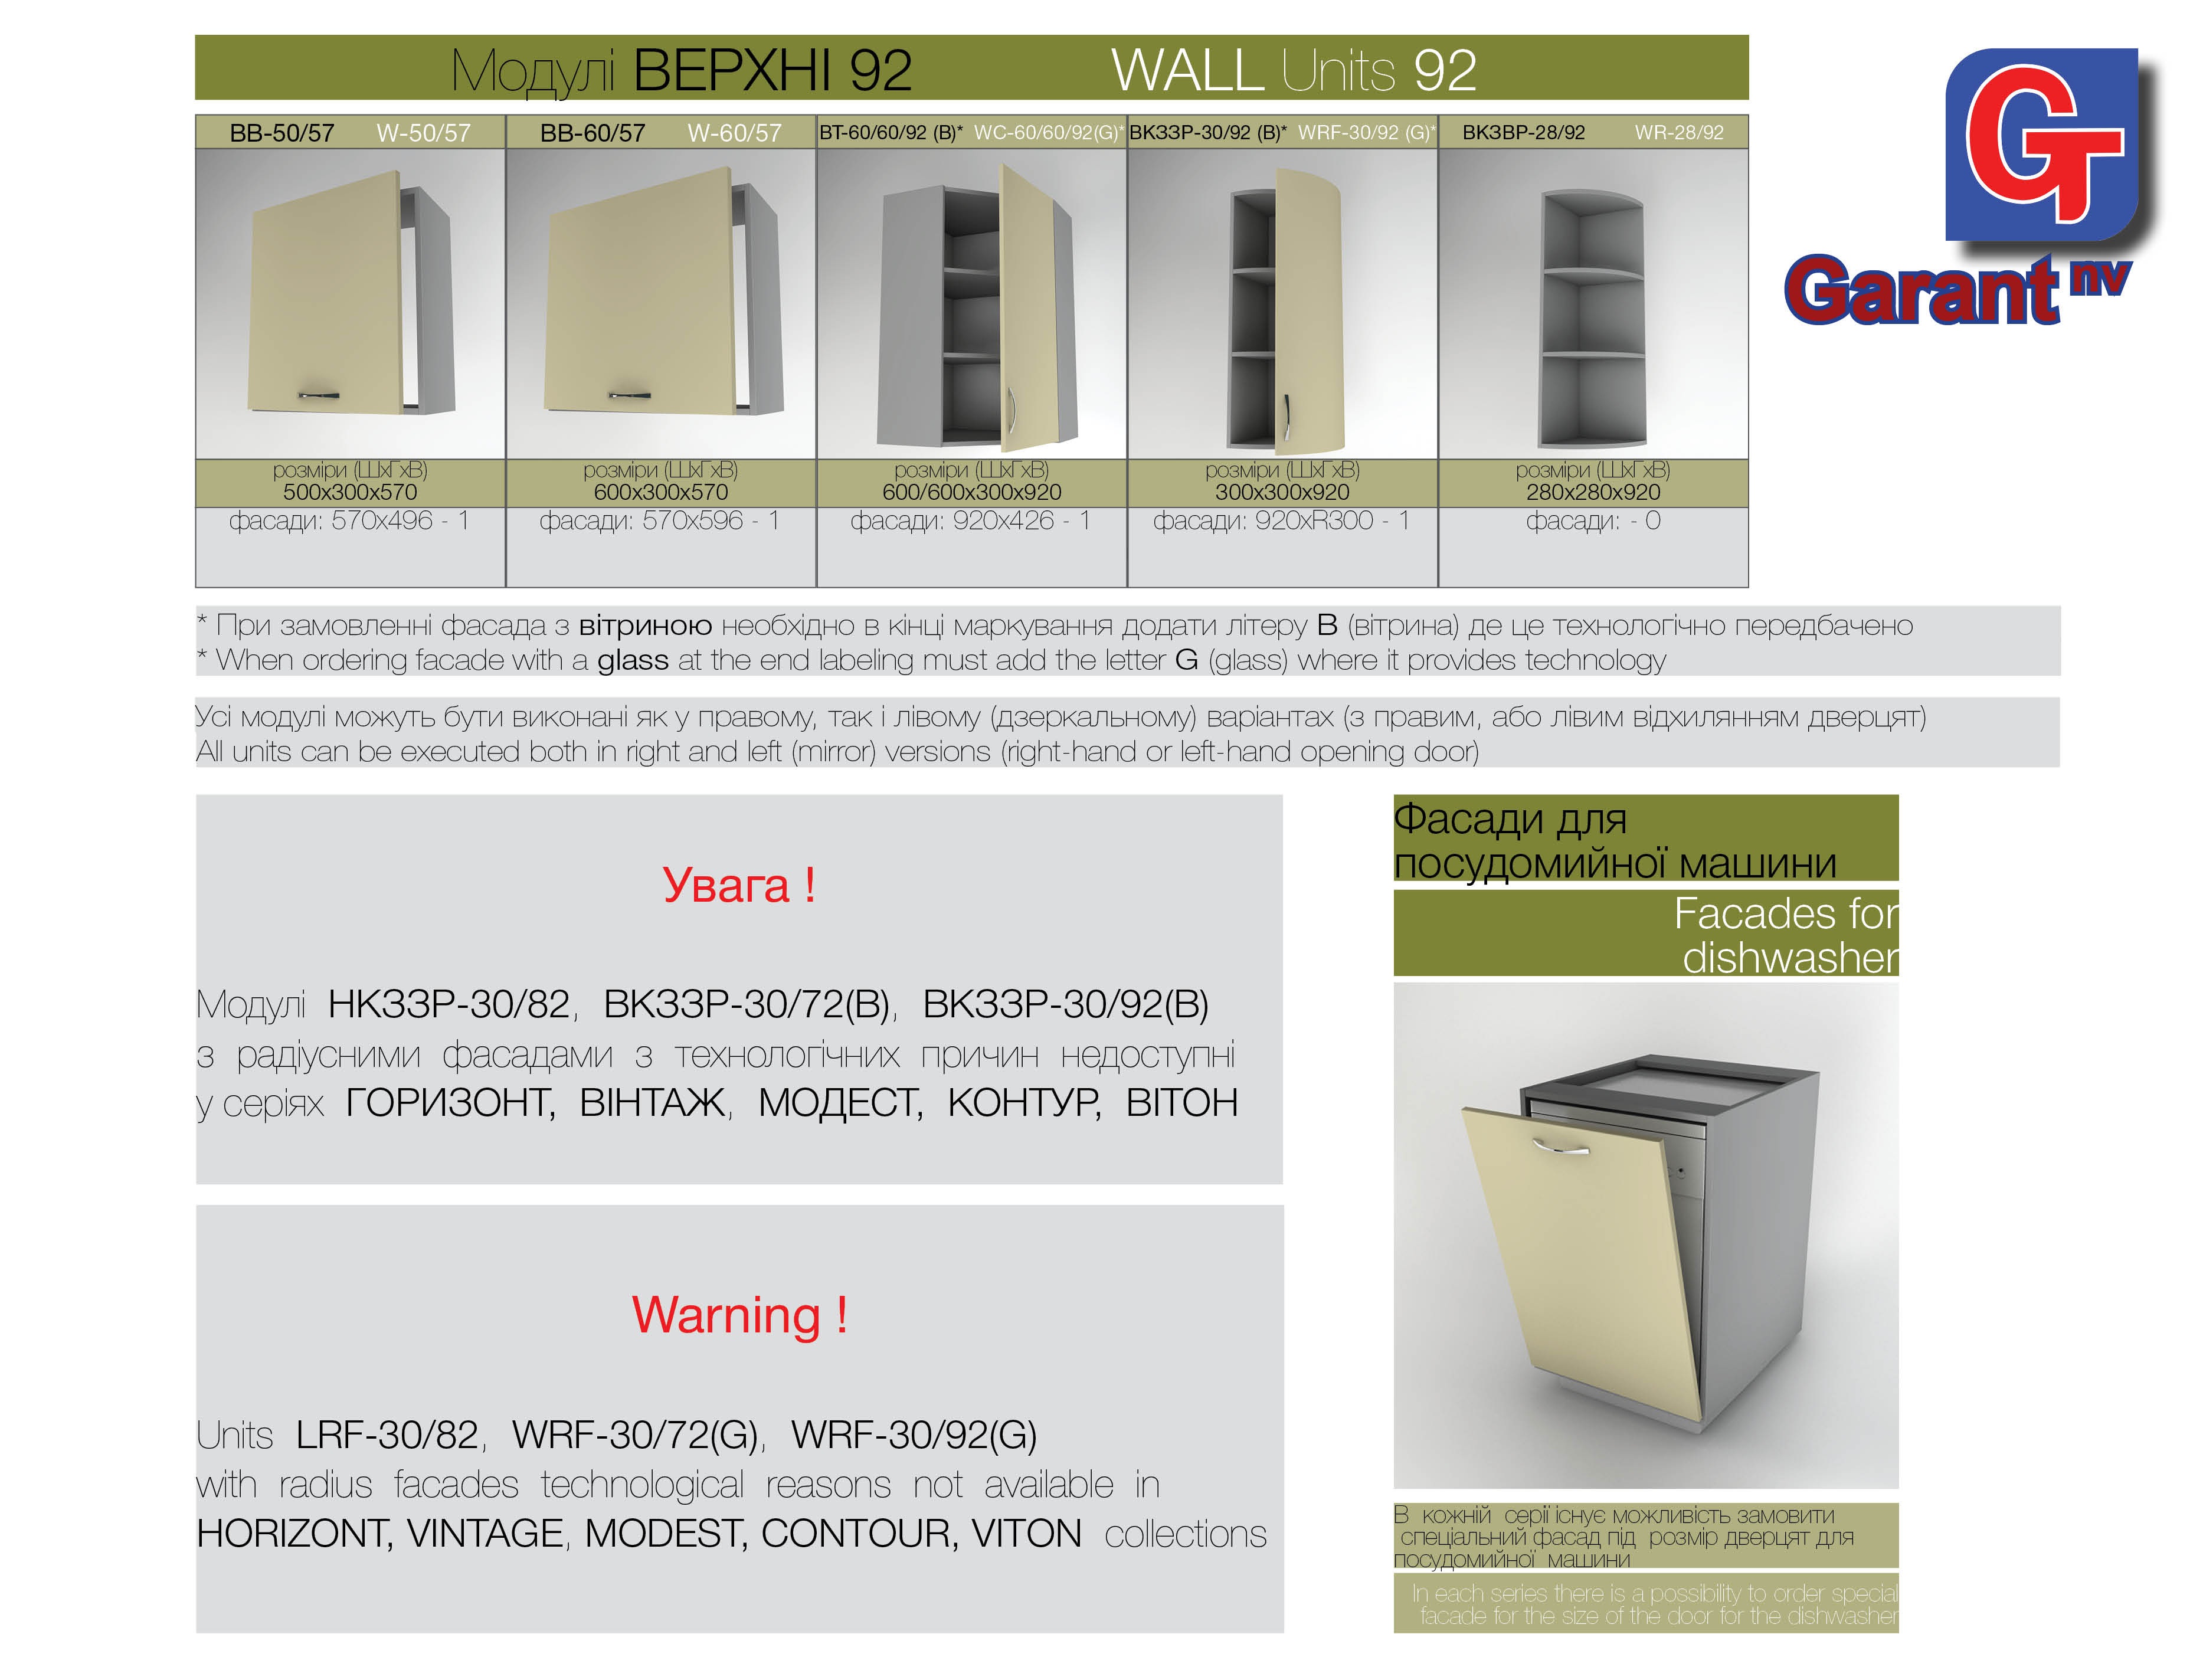 Модулі ВЕРХНІ 92 WALL Units 92
GT
Garant nv
ВВ-50/57 W-50/57 ВВ-60/57 W-60/57 ВТ-60/60/92 (В)* WC-60/60/92(G)* ВКЗЗР-30/92 (В)* WRF-30/92 (G)* ВКЗВР-28/92 WR-28/92
розміри (ШхГхВ) розміри (ШхГхВ) розміри (ШхГхВ) розміри (ШхГхВ) розміри (ШхГхВ)
500х300х570 600х300х570 600/600х300х920 300х300х920 280х280х920
фасади: 570х496 - 1 фасади: 570х596 - 1 фасади: 920х426 - 1 фасади: 920хR300 - 1 фасади: - 0
* При замовленні фасада з вітриною необхідно в кінці маркування додати літеру В (вітрина) де це технологічно передбачено
* When ordering facade with a glass at the end labeling must add the letter G (glass) where it provides technology
Усі модулі можуть бути виконані як у правому, так і лівому (дзеркальному) варіантах (з правим, або лівим відхилянням дверцят)
All units can be executed both in right and left (mirror) versions (right-hand or left-hand opening door)
Увага !
Модулі НКЗЗР-30/82, ВКЗЗР-30/72(В), ВКЗЗР-30/92(В)
з радіусними фасадами з технологічних причин недоступні
у серіях ГОРИЗОНТ, ВІНТАЖ, МОДЕСТ, КОНТУР, ВІТОН
Warning !
Units LRF-30/82, WRF-30/72(G), WRF-30/92(G)
with radius facades technological reasons not available in
HORIZONT, VINTAGE, MODEST, CONTOUR, VITON collections
Фасади для
посудомийної машини
Facades for
dishwasher
В кожній серії існує можливість замовити
спеціальний фасад під розмір дверцят для
посудомийної машини
In each series there is a possibility to order special
facade for the size of the door for the dishwasher